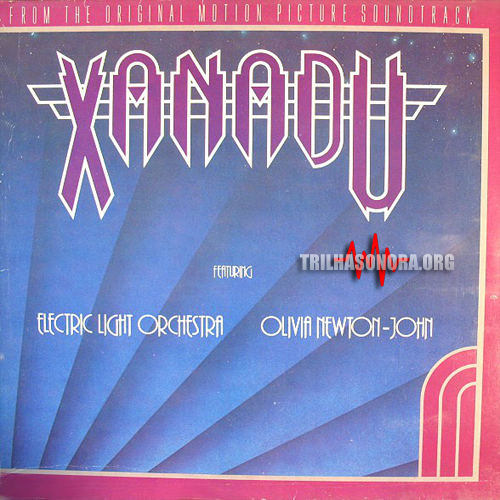 FROM THE ORIGINAL MOTION PICTURE SOUNDTRACK
XANADU
FEATURING
TRILHASONORA.ORG
ELECTRIC LIGHT ORCHESTRA OLIVIA NEWTON-JOHN